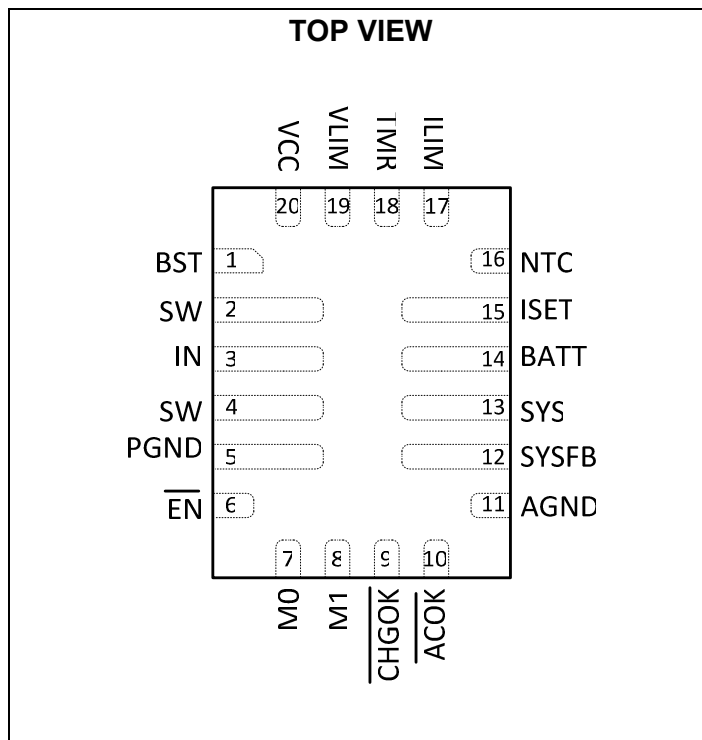 TOP VIEW
VCC
VLIM
TMR
ILIM
20 19 18 17
BST 1 16 NTC
SW 2 15 ISET
IN 3 14 BATT
SW 4 13 SYS
PGND 5 12 SYSFB
EN 6 11 AGND
7 8 9 10
M0
M1
CHGOK
ACOK